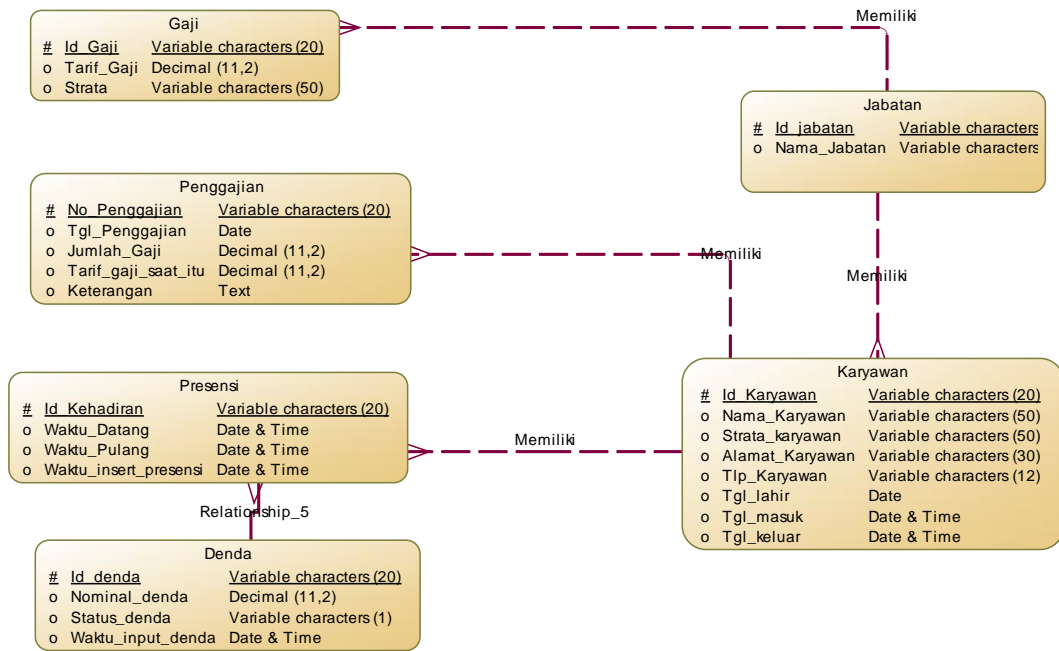 Gaji
# Id_Gaji Variable characters (20)
o Tarif_Gaji Decimal (11,2)
o Strata Variable characters (50)
Memiliki
Jabatan
# Id_jabatan Variable characters
o Nama_Jabatan Variable characters
Penggajian
# No_Penggajian Variable characters (20)
o Tgl_Penggajian Date
o Jumlah_Gaji Decimal (11,2)
o Tarif_gaji_saat_itu Decimal (11,2)
o Keterangan Text
Memiliki
Memiliki
Karyawan
# Id_Karyawan Variable characters (20)
o Nama_Karyawan Variable characters (50)
o Strata_karyawan Variable characters (50)
o Alamat_Karyawan Variable characters (30)
o Tlp_Karyawan Variable characters (12)
o Tgl_lahir Date
o Tgl_masuk Date & Time
o Tgl_keluar Date & Time
Presensi
# Id_Kehadiran Variable characters (20)
o Waktu_Datang Date & Time
o Waktu_Pulang Date & Time
o Waktu_insert_presensi Date & Time
Memiliki
Relationship_5
Denda
# Id_denda Variable characters (20)
o Nominal_denda Decimal (11,2)
o Status_denda Variable characters (1)
o Waktu_input_denda Date & Time